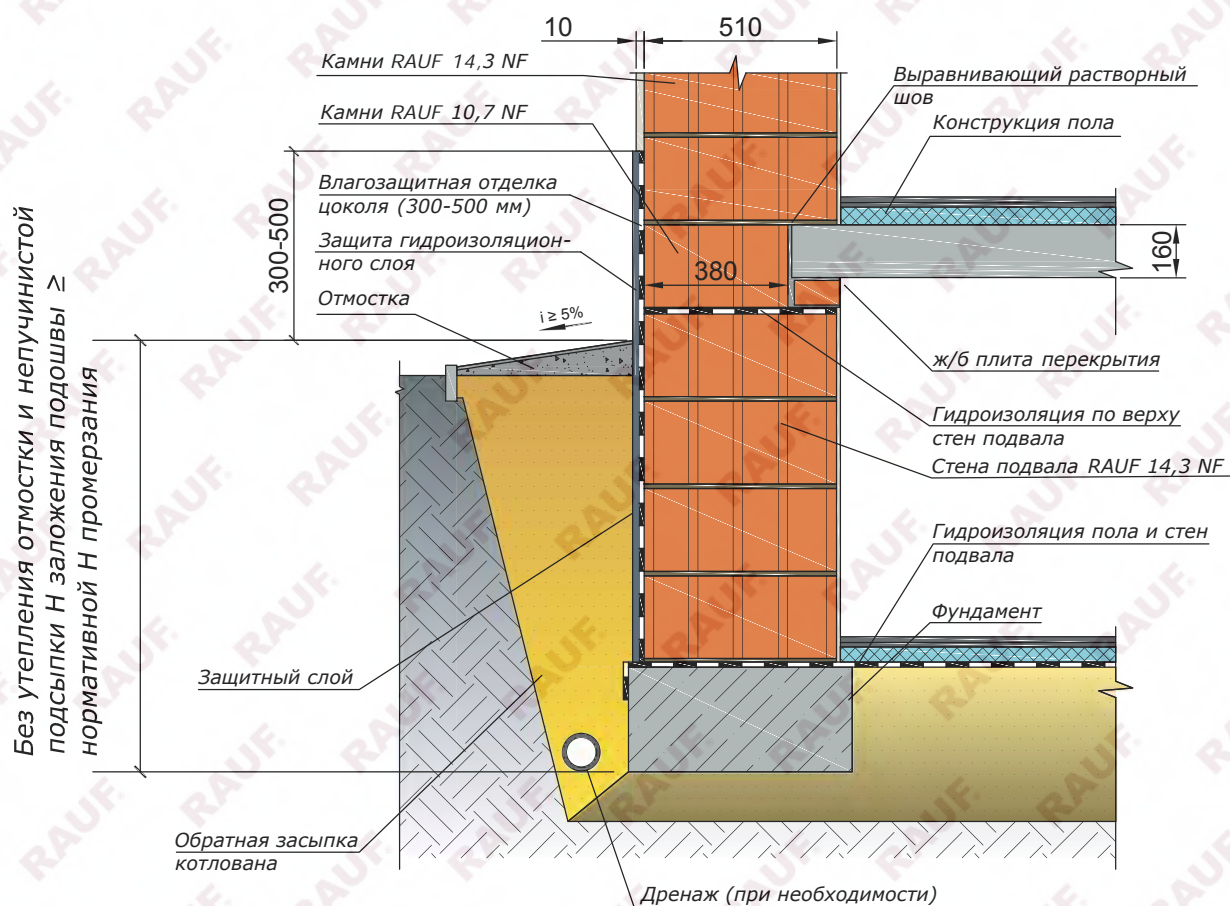 10
510
Камни RAUF 14,3 NF
Камни RAUF 10,7 NF
Влагозащитная отделка
цоколя (300-500 мм)
Защита гидроизоляцион-
ного слоя
Отмостка
i ≥ 5%
300-500
Без утепления отмостки и непучинистой
подсыпки Н заложения подошвы ≥
нормативной Н промерзания
Выравнивающий растворный
шов
Конструкция пола
380
160
ж/б плита перекрытия
Гидроизоляция по верху
стен подвала
Стена подвала RAUF 14,3 NF
Гидроизоляция пола и стен
подвала
Фундамент
Защитный слой
Обратная засыпка
котлована
Дренаж (при необходимости)
RAUF